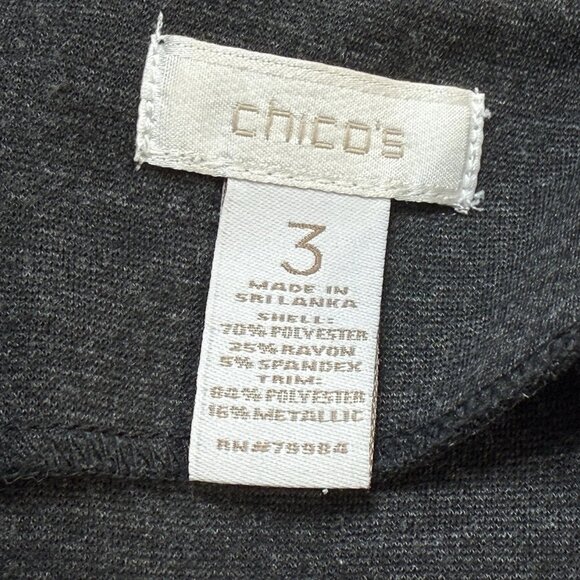 chico's
3
MADE IN
SRI LANKA
SHELL:
70% POLYESTER
25% RAYON
5% SPANDEX
TRIM:
84% POLYESTER
16% METALLIC
RN#79984